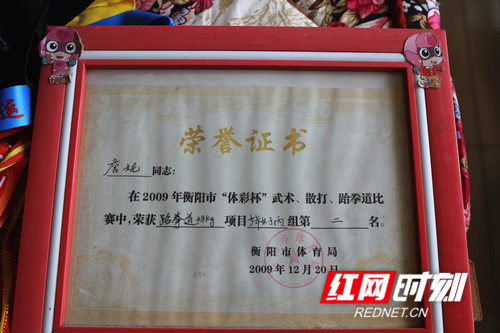 荣誉证书
同志:
在2009年衡阳市“体彩杯”武术、散打、跆拳道比
赛中,荣获 跆拳道48kg 项目 组第 二 名。
衡阳市体育局
2009年12月20日
运
红网时刻
REDNET.CN